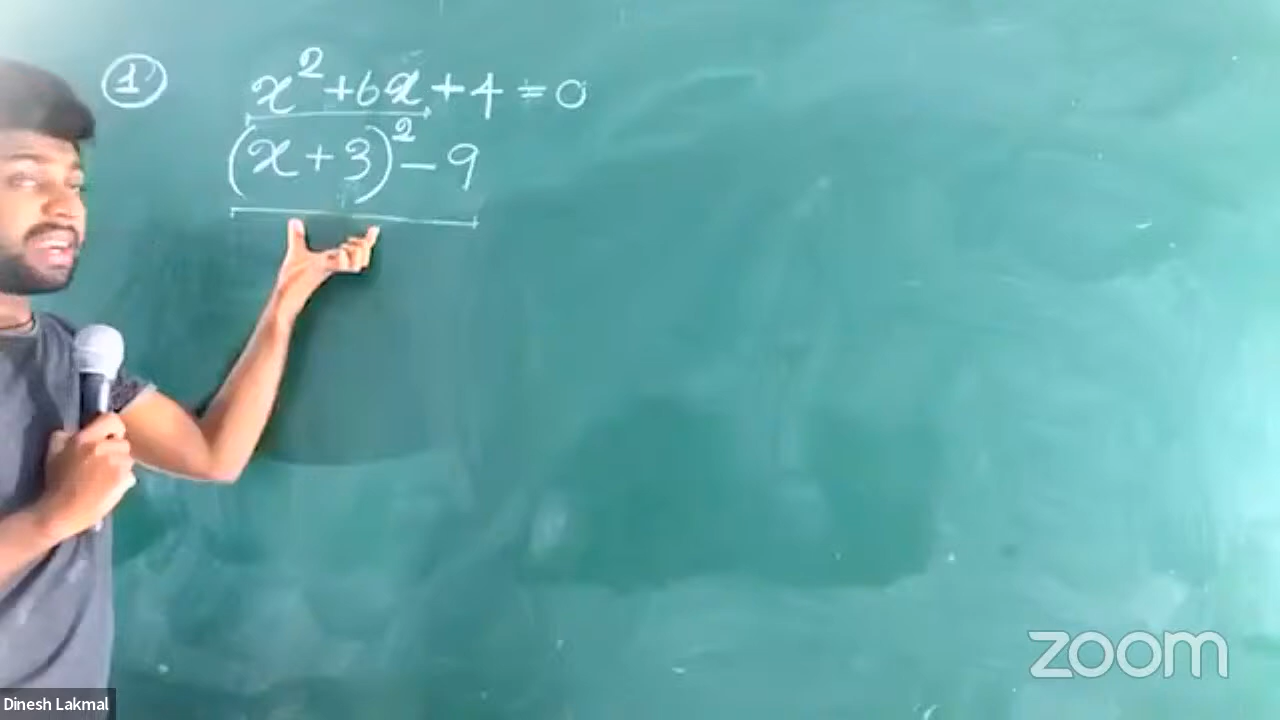 ① x² + 6x + 4 = 0
(x + 3)² - 9
zoom
Dinesh Lakmal